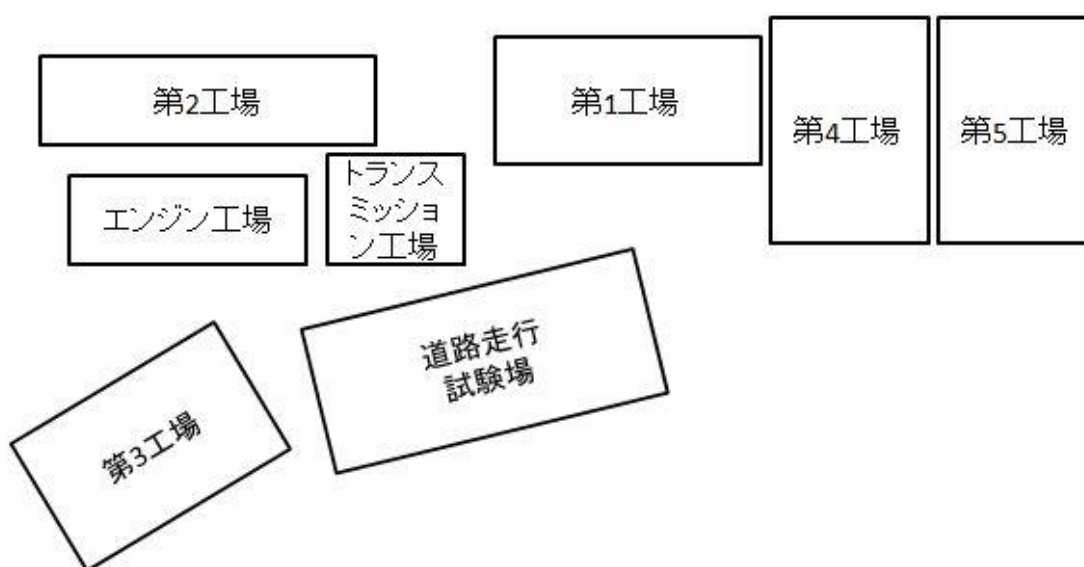 第2工場
第1工場
第4工場
第5工場
エンジン工場
トランス
ミッショ
ン工場
道路走行
試験場
第3工場